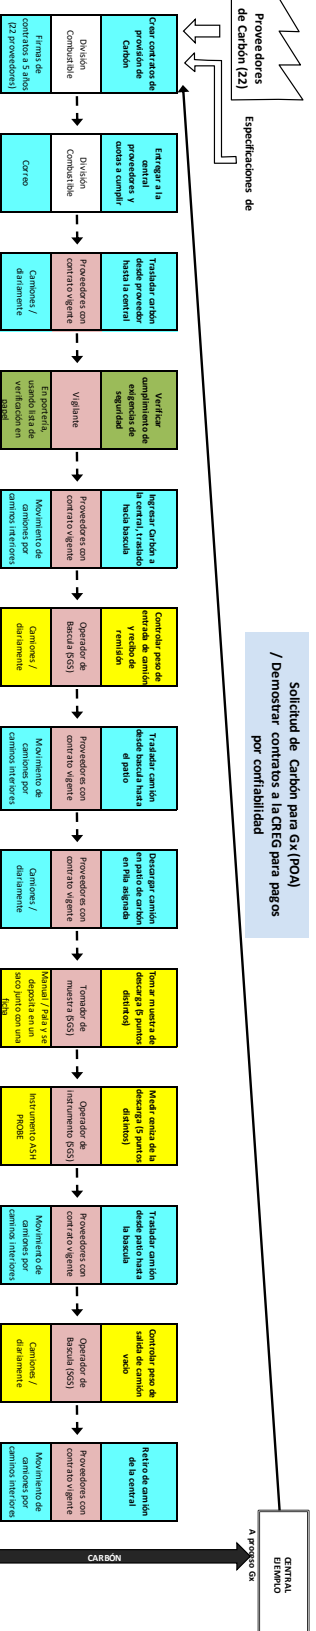 Proveedores
de Carbón (22)
Especificaciones de
Solicitud de Carbón para Gx (POA)
/ Demostrar contratos a la CREG para pagos
por confiabilidad
CENTRAL
EJEMPLO
A proceso Gx
CARBÓN
Crear contratos de
provisión de
Carbón
División
Combustible
Firmas de
contratos a 5 años
(22 proveedores)
Entregar a la
central
proveedores y
cuotas a cumplir
División
Combustible
Correo
Trasladar carbón
desde proveedor
hasta la central
Proveedores con
contrato vigente
Camiones /
diariamente
Verificar
cumplimiento de
exigencias de
seguridad
Vigilante
En portería,
usando lista de
verificación en
papel
Ingresar Carbón a
la central, traslado
hacia bascula
Proveedores con
contrato vigente
Movimiento de
camiones por
caminos interiores
Controlar peso de
entrada de camión
y recibo de
remisión
Operador de
Bascula (SGS)
Camiones /
diariamente
Trasladar camión
desde bascula hasta
el patio
Proveedores con
contrato vigente
Movimiento de
camiones por
caminos interiores
Descargar camión
en patio de carbón
en Pila asignada
Proveedores con
contrato vigente
Camiones /
diariamente
Tomar muestra de
descarga (5 puntos
distintos)
Tomador de
muestra (SGS)
Manual / Pala y se
deposita en un
saco junto con una
ficha
Medir ceniza de la
descarga (5 puntos
distintos)
Operador de
instrumento (SGS)
Instrumento ASH
PROBE
Trasladar camión
desde patio hasta
la bascula
Proveedores con
contrato vigente
Movimiento de
camiones por
caminos interiores
Controlar peso de
salida de camión
vacio
Operador de
Bascula (SGS)
Camiones /
diariamente
Retiro de camión
de la central
Proveedores con
contrato vigente
Movimiento de
camiones por
caminos interiores